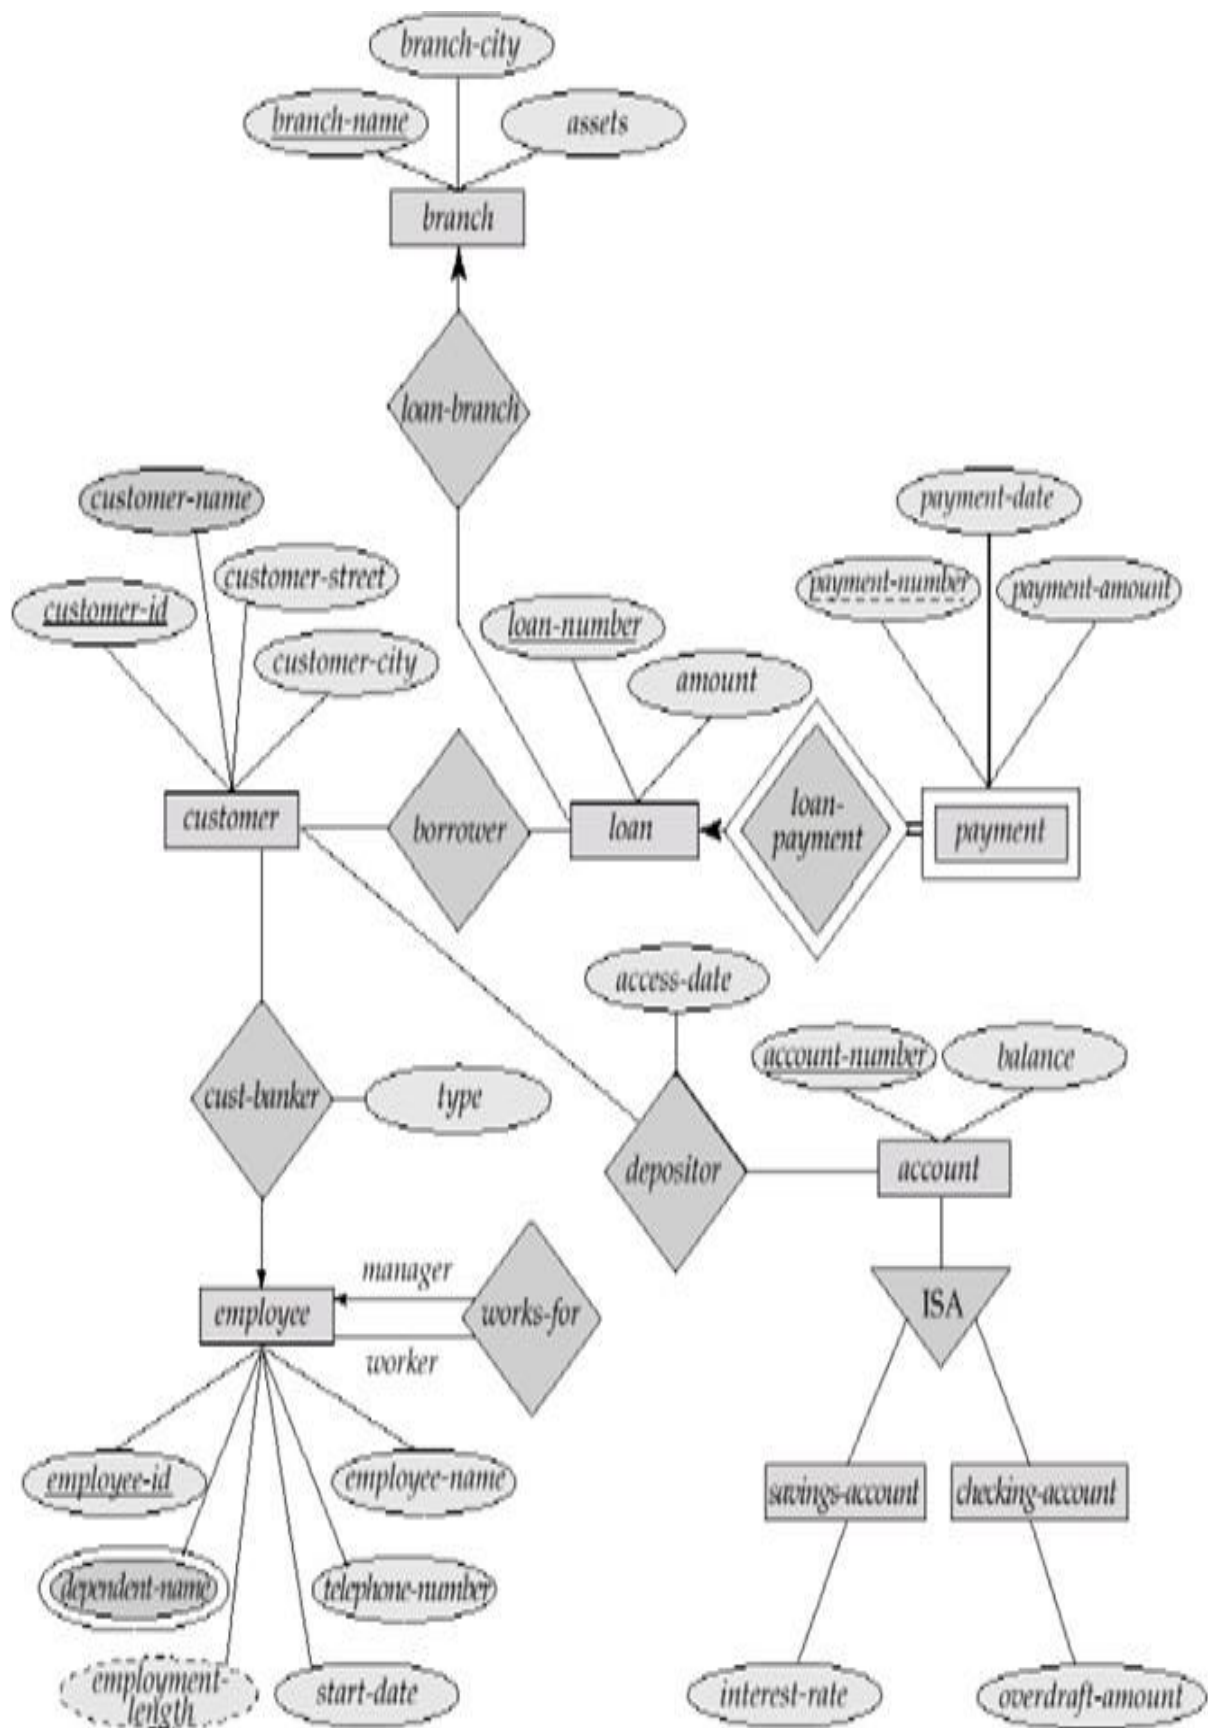 branch-city
branch-name
assets
branch
loan-branch
customer-name
payment-date
customer-street
payment-number
payment-amount
customer-id
loan-number
customer-city
amount
customer
borrower
loan
loan-
payment
payment
access-date
account-number
balance
cust-banker
type
depositor
account
manager
employee
works-for
ISA
worker
employee-id
employee-name
savings-account
checking-account
dependent-name
telephone-number
employment-
length
start-date
interest-rate
overdraft-amount